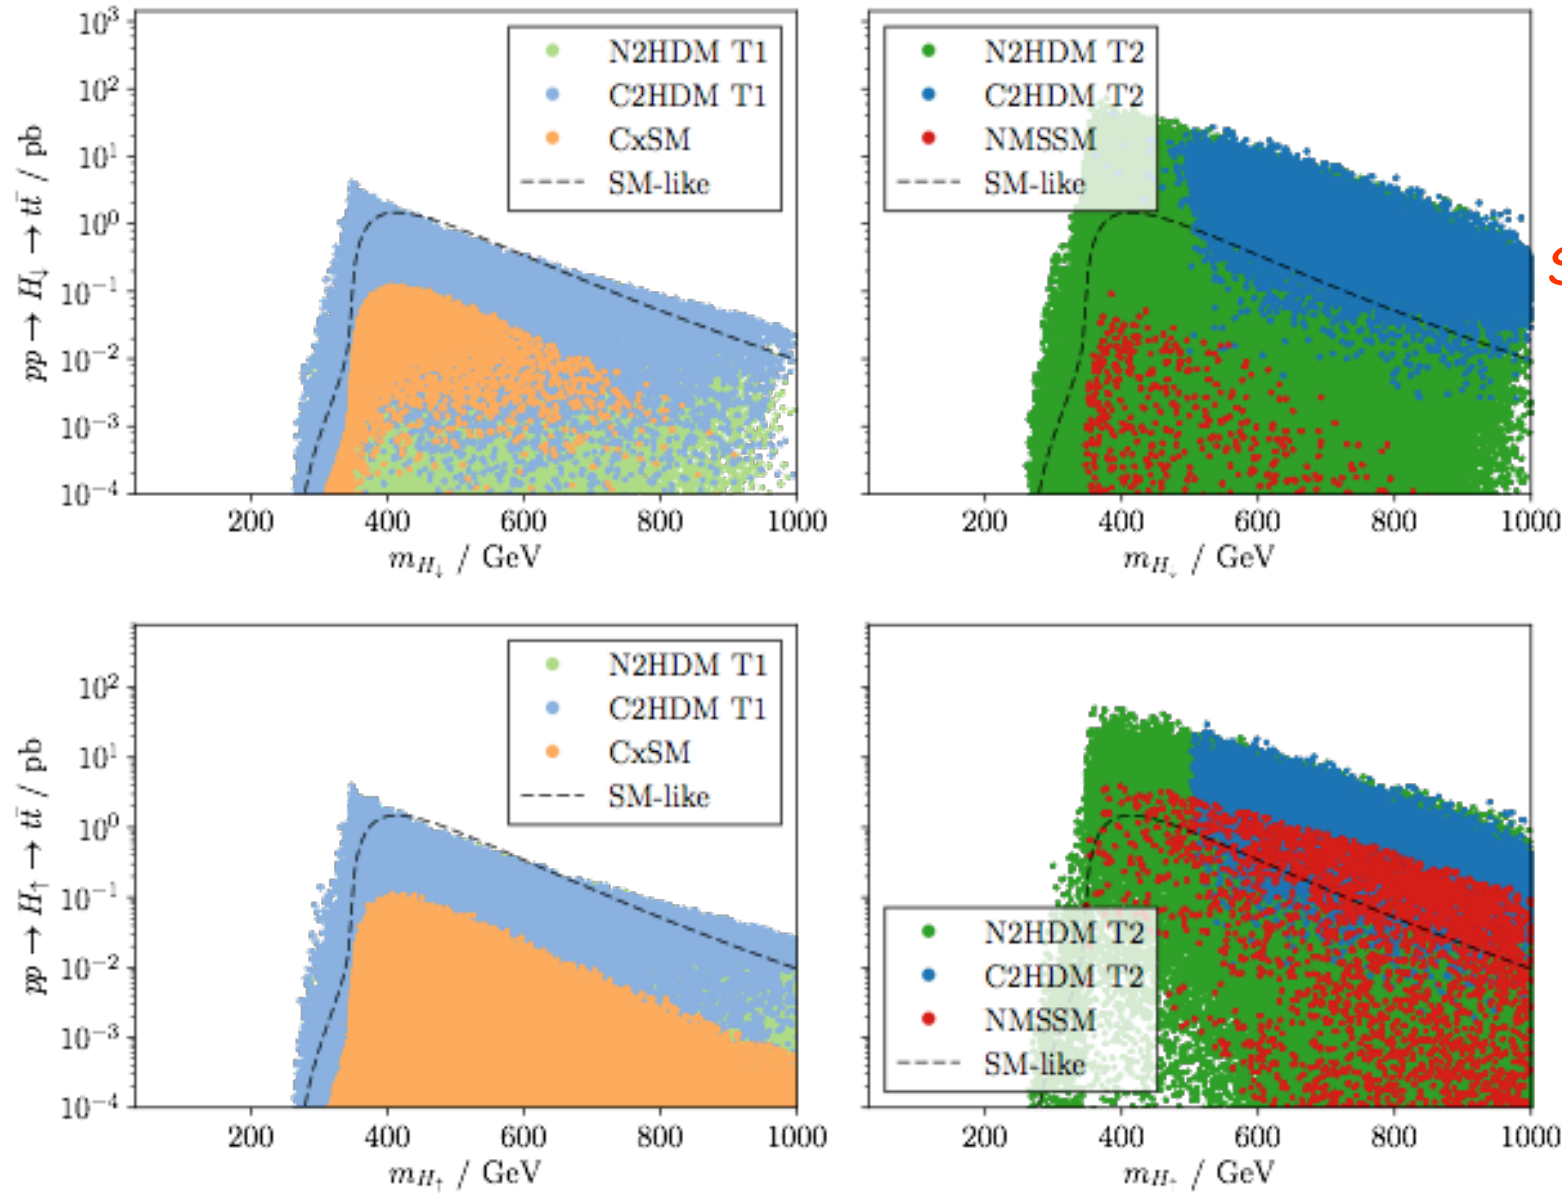 10³
10²
10¹
10⁰
10⁻¹
10⁻²
10⁻³
10⁻⁴
pp → H↓ → tt̄ / pb
N2HDM T1
C2HDM T1
CxSM
SM-like
200 400 600 800 1000
m_H↓ / GeV
N2HDM T2
C2HDM T2
NMSSM
SM-like
200 400 600 800 1000
m_H↓ / GeV
S
10²
10¹
10⁰
10⁻¹
10⁻²
10⁻³
10⁻⁴
pp → H↑ → tt̄ / pb
N2HDM T1
C2HDM T1
CxSM
SM-like
200 400 600 800 1000
m_H↑ / GeV
N2HDM T2
C2HDM T2
NMSSM
SM-like
200 400 600 800 1000
m_H↑ / GeV